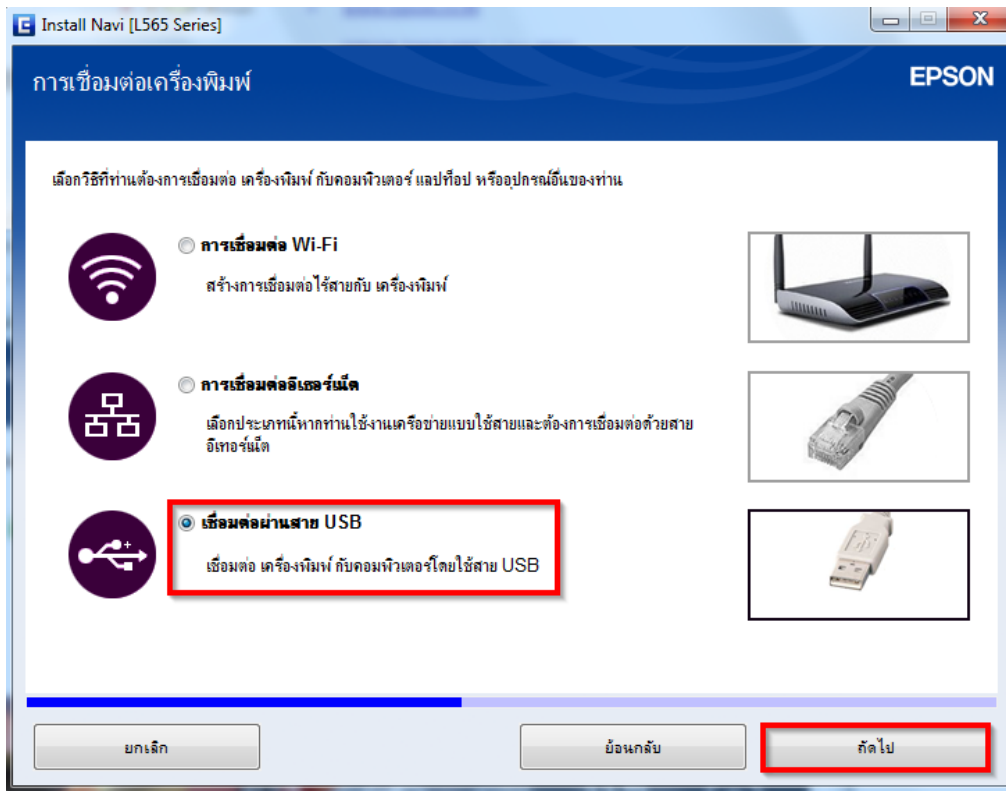 Install Navi [L565 Series]
การเชื่อมต่อเครื่องพิมพ์
EPSON
เลือกวิธีที่ท่านต้องการเชื่อมต่อ เครื่องพิมพ์ กับคอมพิวเตอร์ แลปท็อป หรืออุปกรณ์อื่นของท่าน
การเชื่อมต่อ Wi-Fi
สร้างการเชื่อมต่อไร้สายกับ เครื่องพิมพ์
การเชื่อมต่ออีเธอร์เน็ต
เลือกประเภทนี้หากท่านใช้งานเครือข่ายแบบใช้สายและต้องการเชื่อมต่อด้วยสาย
อีเทอร์เน็ต
เชื่อมต่อผ่านสาย USB
เชื่อมต่อ เครื่องพิมพ์ กับคอมพิวเตอร์โดยใช้สาย USB
ยกเลิก
ย้อนกลับ
ถัดไป